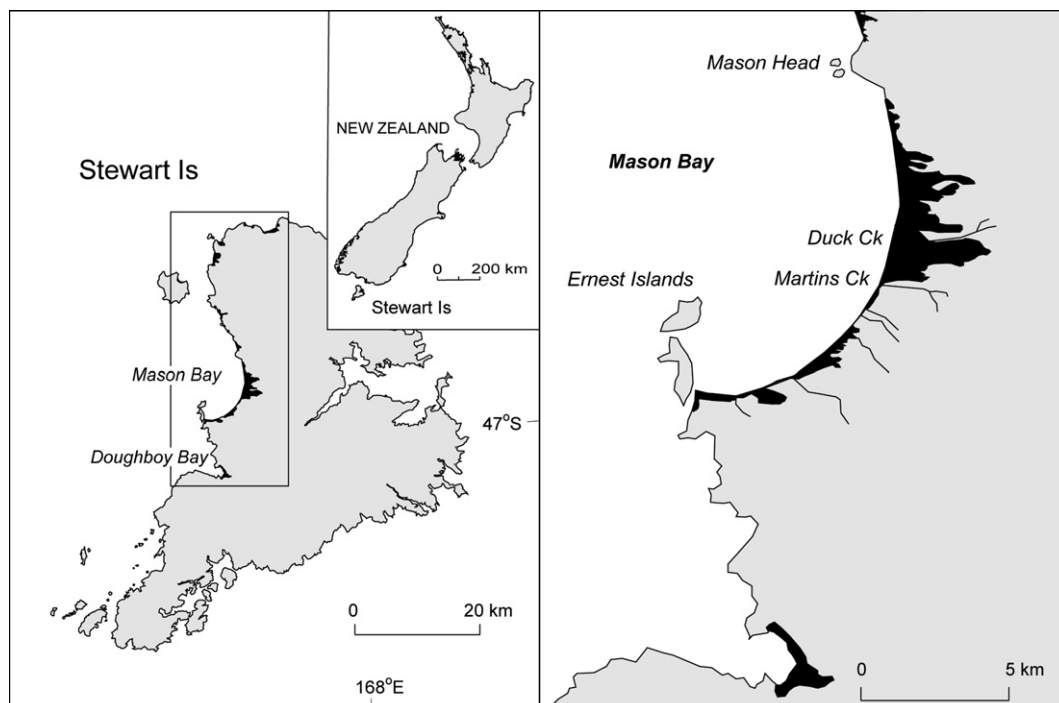 Stewart Is
NEW ZEALAND
0 200 km
Stewart Is
Mason Bay
47°S
Doughboy Bay
0 20 km
168°E
Mason Head
Mason Bay
Duck Ck
Ernest Islands
Martins Ck
0 5 km